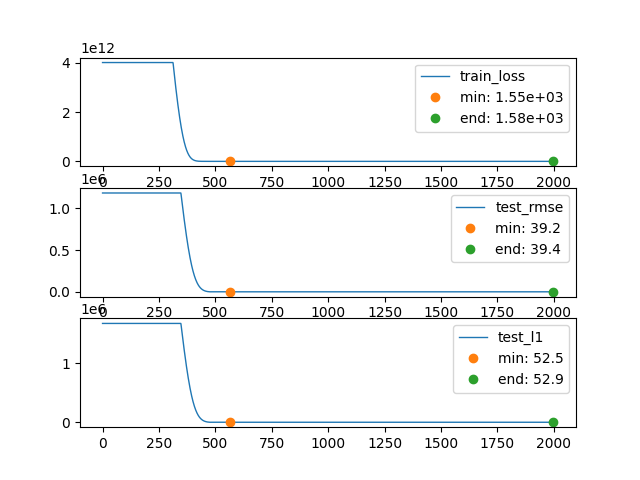 1e12
4
2
0
train_loss
min: 1.55e+03
end: 1.58e+03
0 250 500 750 1000 1250 1500 1750 2000
1e6
1.0
0.5
0.0
test_rmse
min: 39.2
end: 39.4
0 250 500 750 1000 1250 1500 1750 2000
1e6
1
0
test_l1
min: 52.5
end: 52.9
0 250 500 750 1000 1250 1500 1750 2000